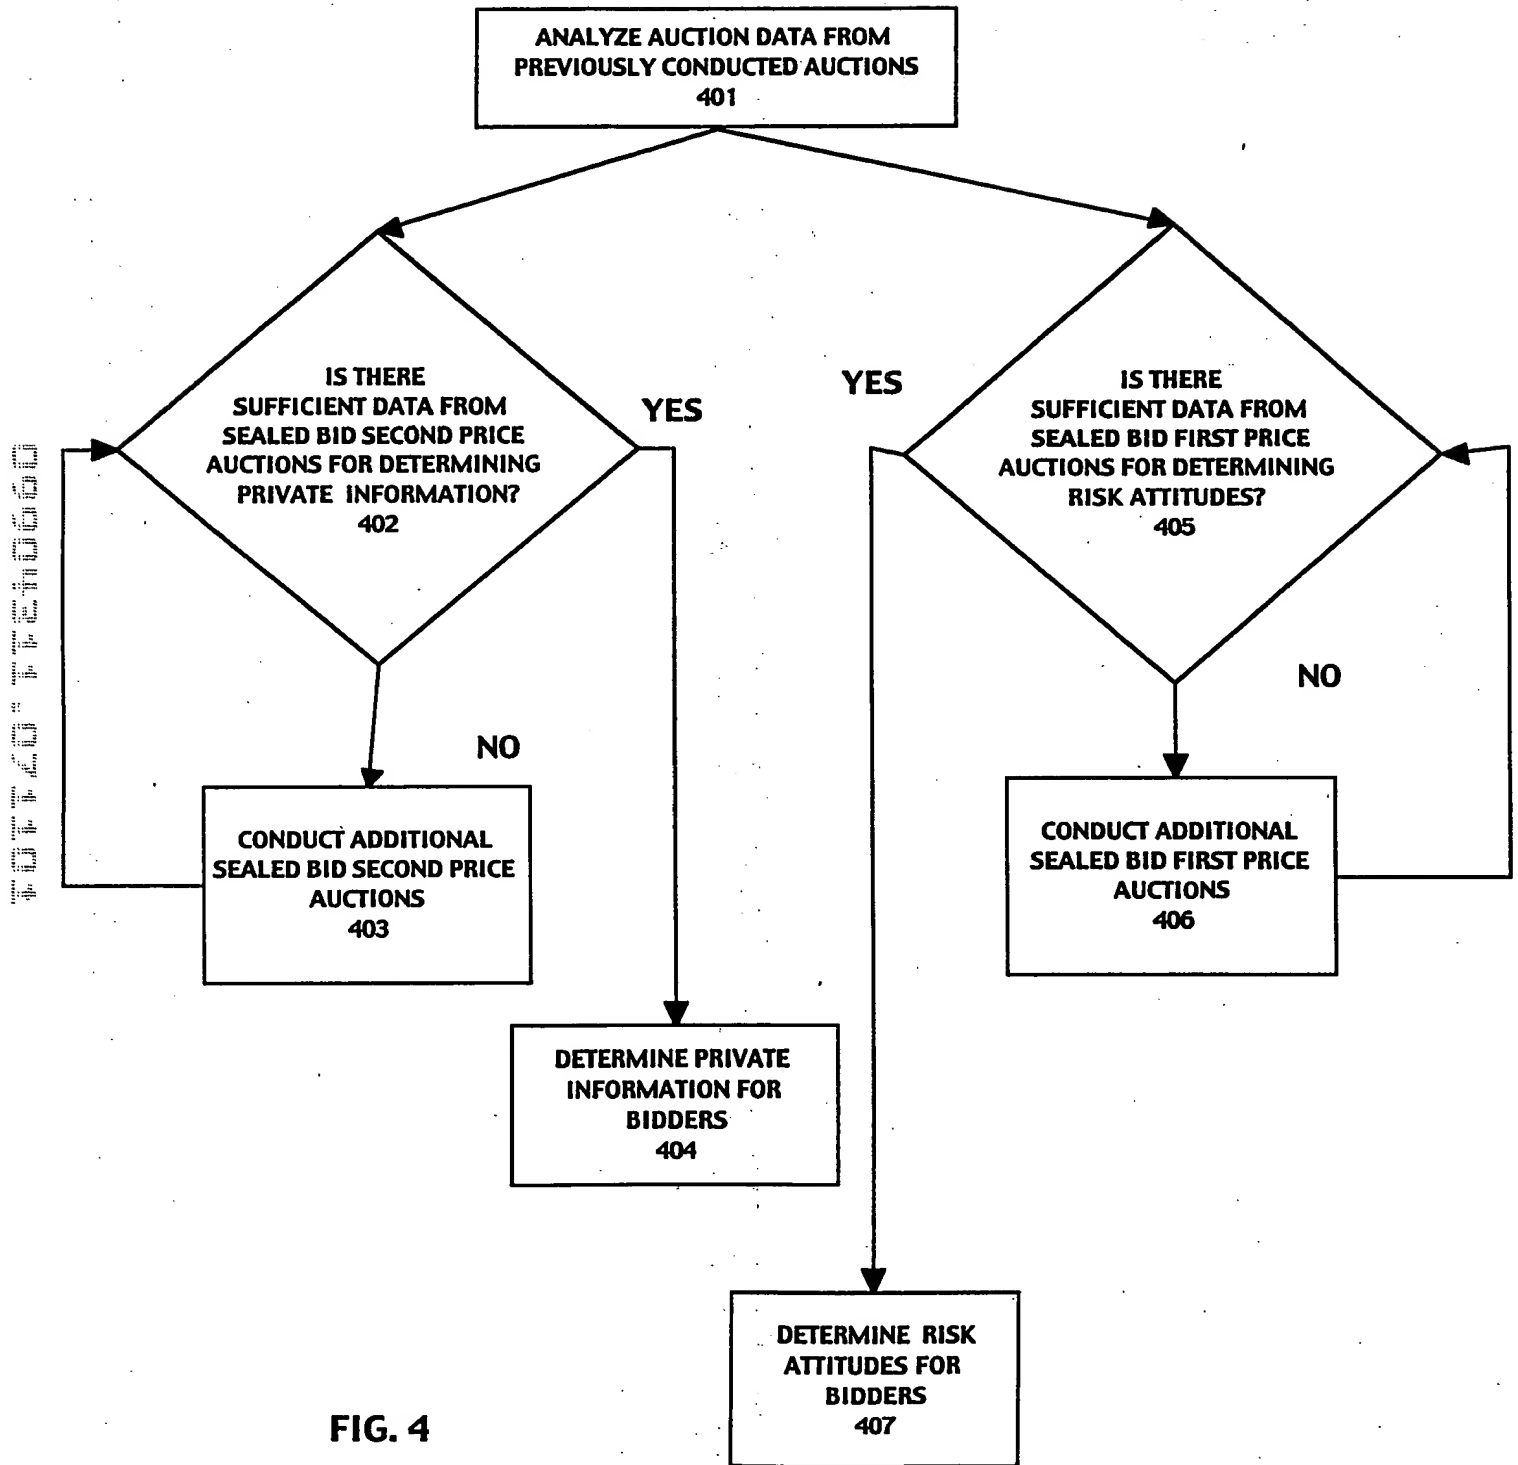 ANALYZE AUCTION DATA FROM
PREVIOUSLY CONDUCTED AUCTIONS
401
IS THERE
SUFFICIENT DATA FROM
SEALED BID SECOND PRICE
AUCTIONS FOR DETERMINING
PRIVATE INFORMATION?
402
YES
YES
IS THERE
SUFFICIENT DATA FROM
SEALED BID FIRST PRICE
AUCTIONS FOR DETERMINING
RISK ATTITUDES?
405
NO
NO
CONDUCT ADDITIONAL
SEALED BID SECOND PRICE
AUCTIONS
403
CONDUCT ADDITIONAL
SEALED BID FIRST PRICE
AUCTIONS
406
DETERMINE PRIVATE
INFORMATION FOR
BIDDERS
404
DETERMINE RISK
ATTITUDES FOR
BIDDERS
407
FIG. 4